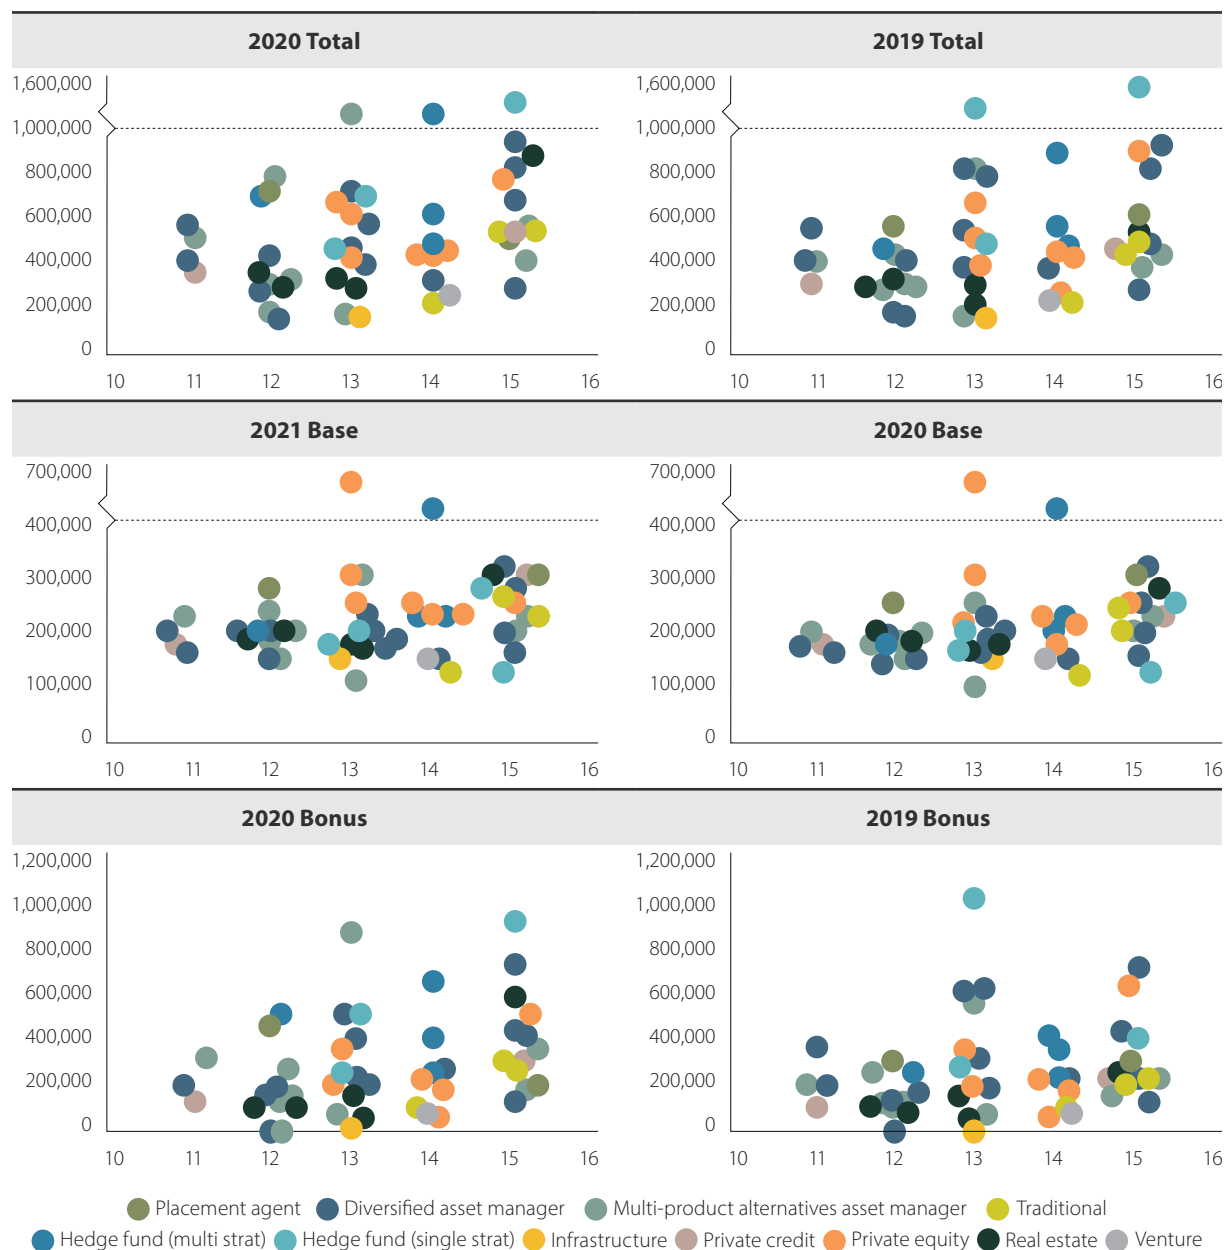 2020 Total
2019 Total
1,600,000
1,000,000
800,000
600,000
400,000
200,000
0
10 11 12 13 14 15 16
1,600,000
1,000,000
800,000
600,000
400,000
200,000
0
10 11 12 13 14 15 16
2021 Base
2020 Base
700,000
400,000
300,000
200,000
100,000
0
10 11 12 13 14 15 16
700,000
400,000
300,000
200,000
100,000
0
10 11 12 13 14 15 16
2020 Bonus
2019 Bonus
1,200,000
1,000,000
800,000
600,000
400,000
200,000
0
10 11 12 13 14 15 16
1,200,000
1,000,000
800,000
600,000
400,000
200,000
0
10 11 12 13 14 15 16
Placement agent Diversified asset manager Multi-product alternatives asset manager Traditional
Hedge fund (multi strat) Hedge fund (single strat) Infrastructure Private credit Private equity Real estate Venture